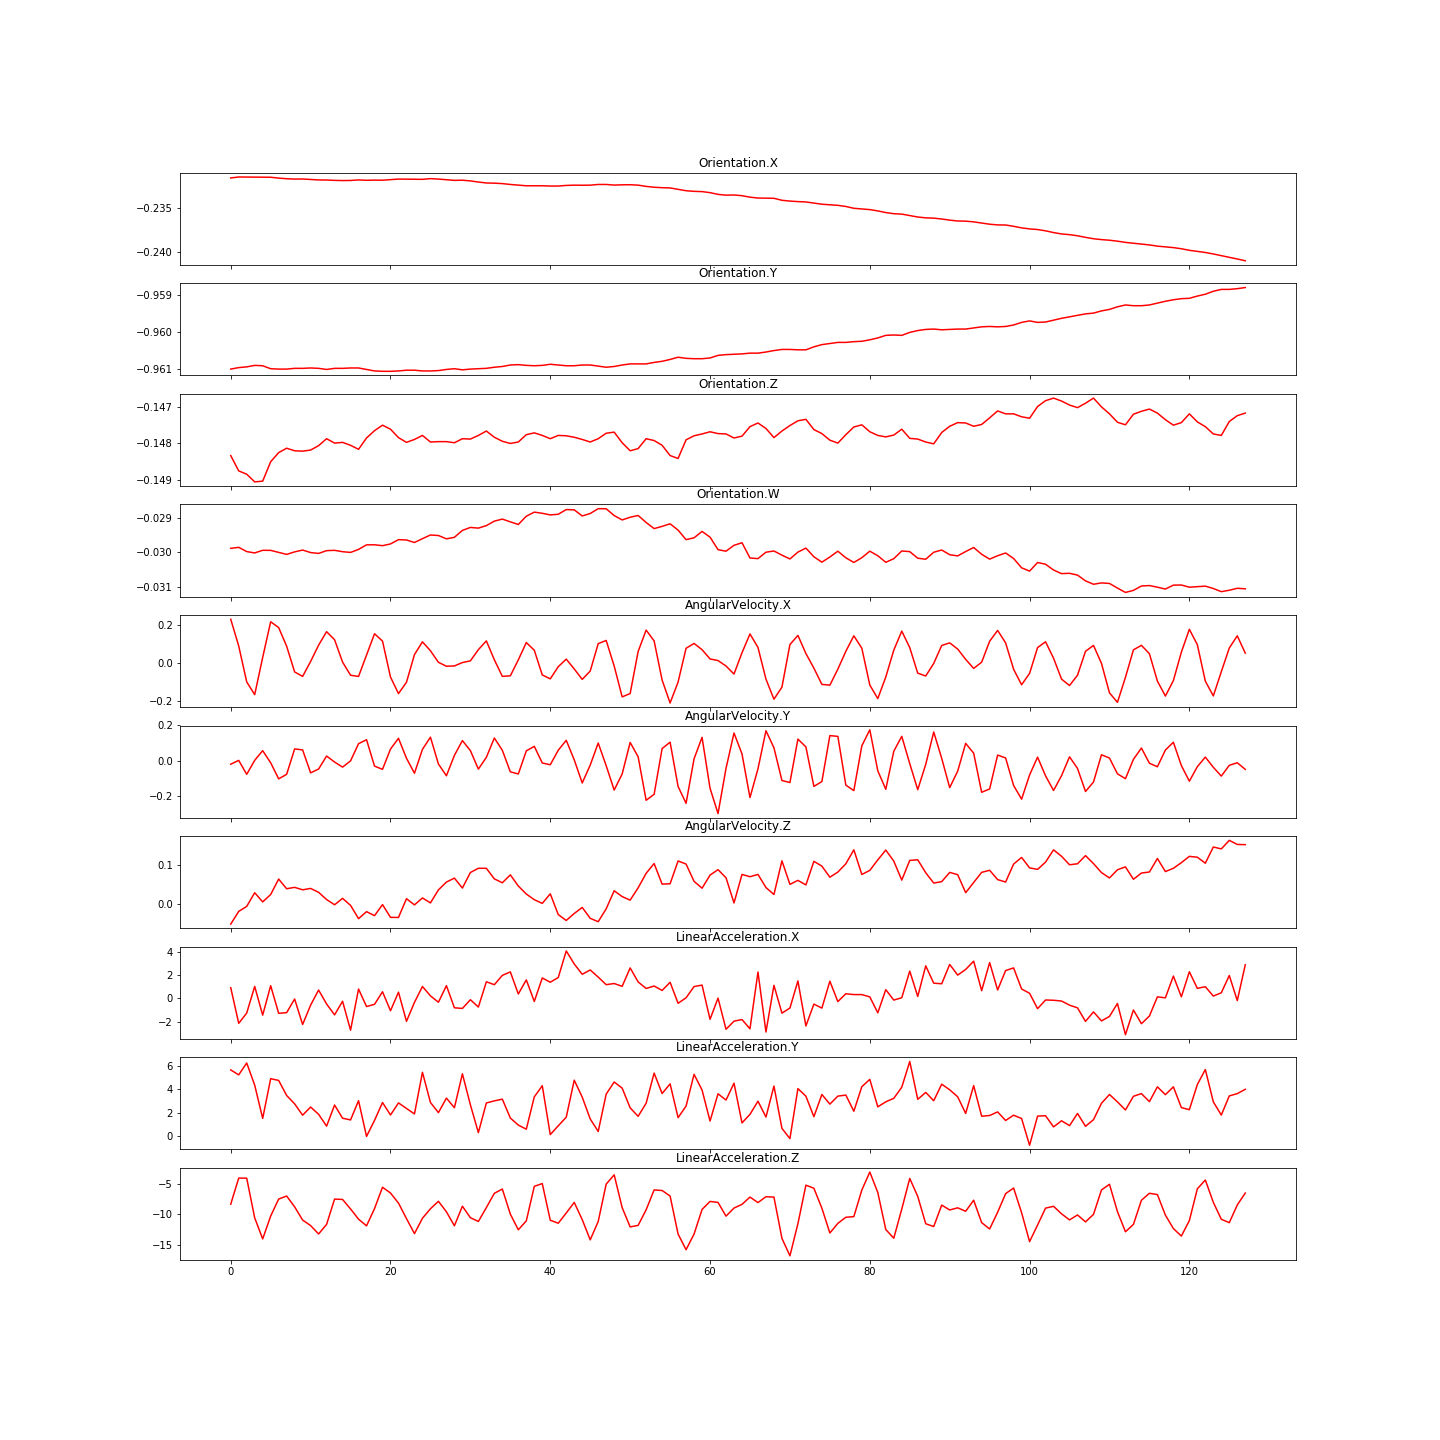 Orientation.X
−0.235
−0.240
Orientation.Y
−0.959
−0.960
−0.961
Orientation.Z
−0.147
−0.148
−0.149
Orientation.W
−0.029
−0.030
−0.031
AngularVelocity.X
0.2
0.0
−0.2
AngularVelocity.Y
0.2
0.0
−0.2
AngularVelocity.Z
0.1
0.0
LinearAcceleration.X
4
2
0
−2
LinearAcceleration.Y
6
4
2
0
LinearAcceleration.Z
−5
−10
−15
0 20 40 60 80 100 120